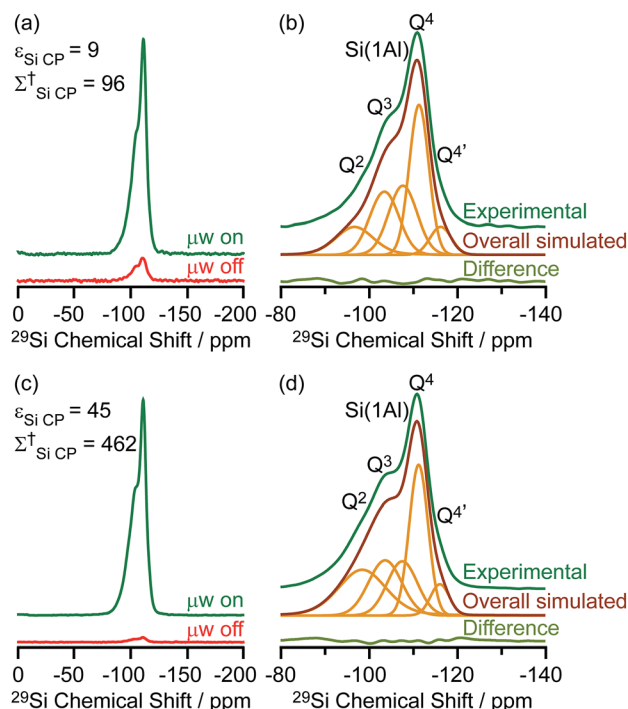 (a)
ε Si CP = 9
Σ† Si CP = 96
μw on
μw off
0 -50 -100 -150 -200
29Si Chemical Shift / ppm
(b)
Q4
Si(1Al)
Q3
Q2
Q4'
Experimental
Overall simulated
Difference
-80 -100 -120 -140
29Si Chemical Shift / ppm
(c)
ε Si CP = 45
Σ† Si CP = 462
μw on
μw off
0 -50 -100 -150 -200
29Si Chemical Shift / ppm
(d)
Q4
Si(1Al)
Q3
Q2
Q4'
Experimental
Overall simulated
Difference
-80 -100 -120 -140
29Si Chemical Shift / ppm